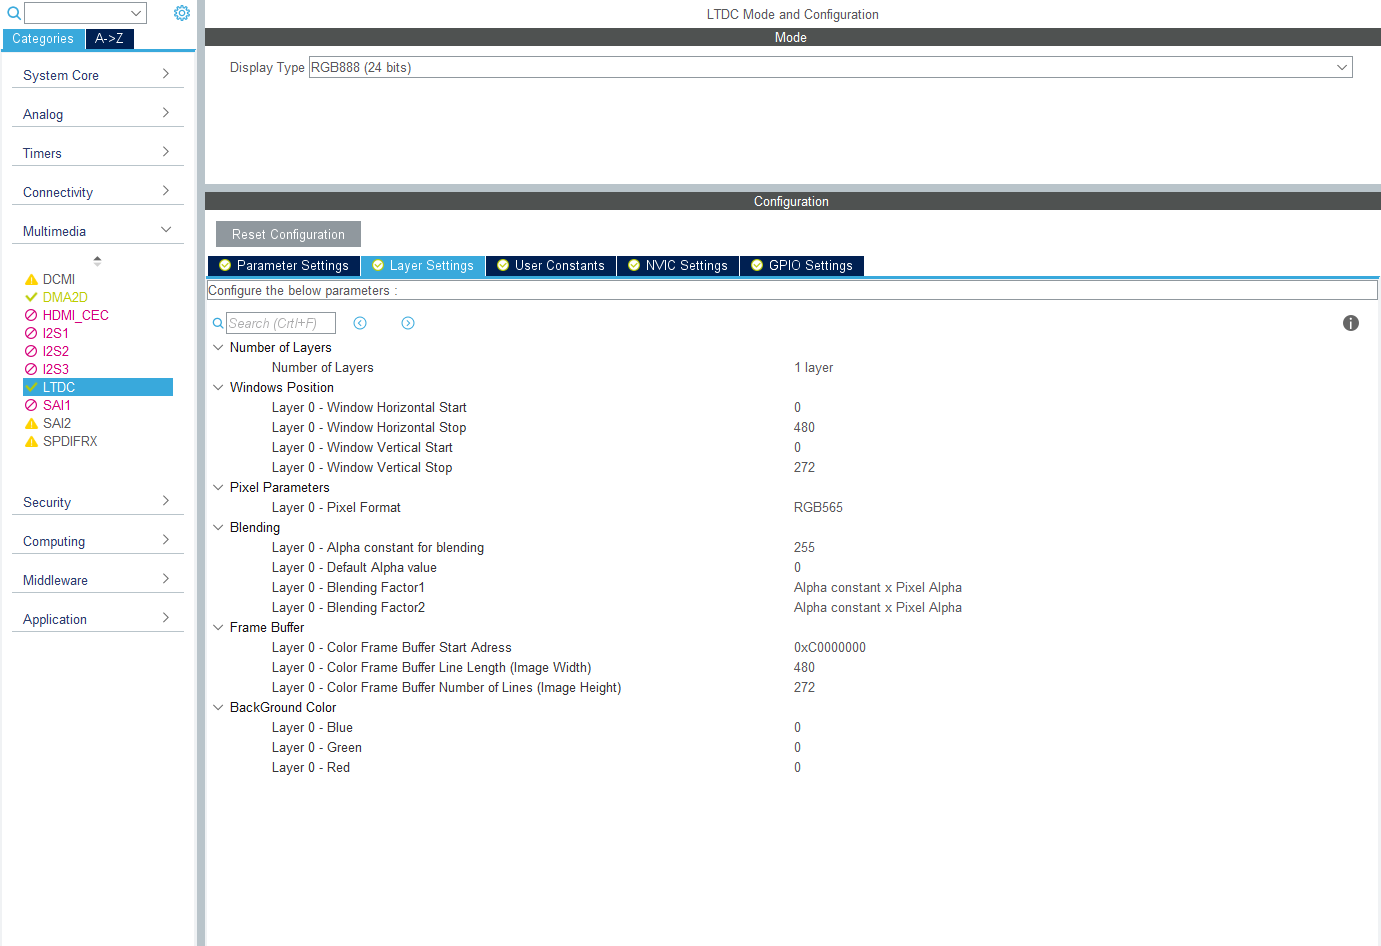 LTDC Mode and Configuration
Categories A->Z
Mode
Display Type RGB888 (24 bits)
System Core
Analog
Timers
Connectivity
Multimedia
DCMI
DMA2D
HDMI_CEC
I2S1
I2S2
I2S3
LTDC
SAI1
SAI2
SPDIFRX
Security
Computing
Middleware
Application
Configuration
Reset Configuration
Parameter Settings Layer Settings User Constants NVIC Settings GPIO Settings
Configure the below parameters :
Search (Crtl+F)
Number of Layers
Number of Layers 1 layer
Windows Position
Layer 0 - Window Horizontal Start 0
Layer 0 - Window Horizontal Stop 480
Layer 0 - Window Vertical Start 0
Layer 0 - Window Vertical Stop 272
Pixel Parameters
Layer 0 - Pixel Format RGB565
Blending
Layer 0 - Alpha constant for blending 255
Layer 0 - Default Alpha value 0
Layer 0 - Blending Factor1 Alpha constant x Pixel Alpha
Layer 0 - Blending Factor2 Alpha constant x Pixel Alpha
Frame Buffer
Layer 0 - Color Frame Buffer Start Adress 0xC0000000
Layer 0 - Color Frame Buffer Line Length (Image Width) 480
Layer 0 - Color Frame Buffer Number of Lines (Image Height) 272
BackGround Color
Layer 0 - Blue 0
Layer 0 - Green 0
Layer 0 - Red 0